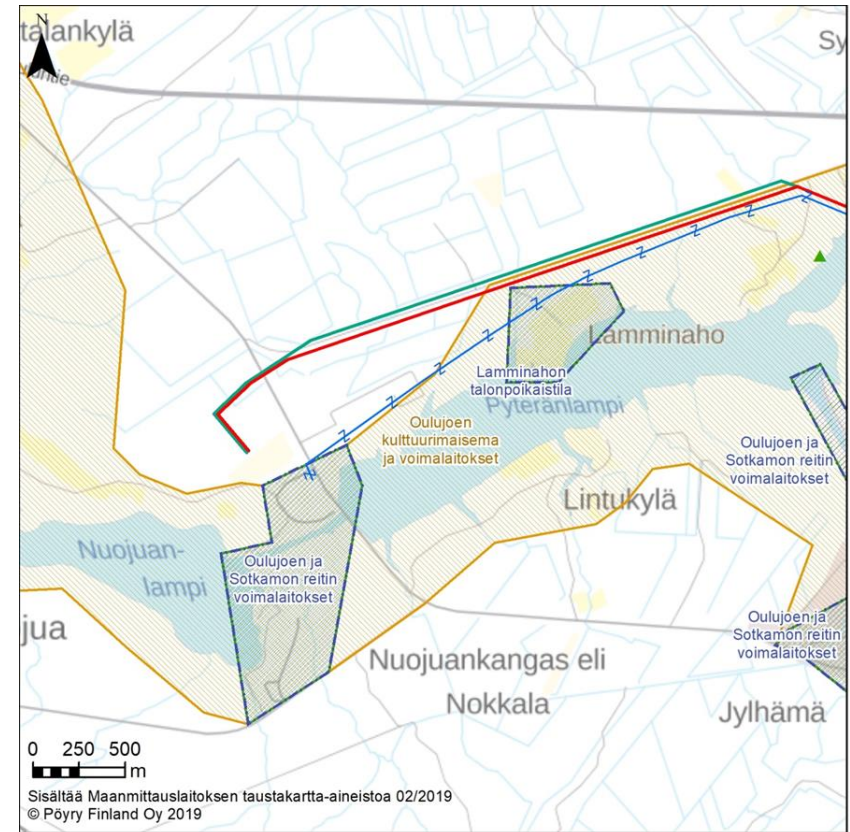 N
talankylä
Sy
Lamminaho
Lamminahon
talonpoikaistila
Pyteränlampi
Oulujoen
kulttuurimaisema
ja voimalaitokset
Oulujoen ja
Sotkamon reitin
voimalaitokset
Lintukylä
Nuojuan-
lampi
Oulujoen ja
Sotkamon reitin
voimalaitokset
jua
Oulujoen ja
Sotkamon reitin
voimalaitokset
Nuojuankangas eli
Nokkala
Jylhämä
0 250 500
m
Sisältää Maanmittauslaitoksen taustakartta-aineistoa 02/2019
© Pöyry Finland Oy 2019